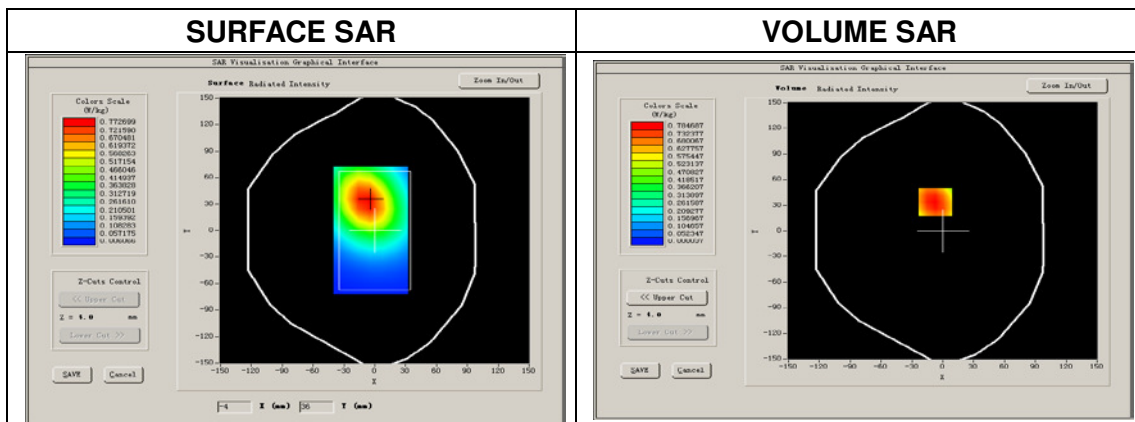 SURFACE SAR
VOLUME SAR
SAR Visualisation Graphical Interface
Surface Radiated Intensity
Zoom In/Out
Colors Scale
(W/kg)
0.772699
0.721590
0.670481
0.619372
0.568263
0.517154
0.466046
0.414937
0.363828
0.312719
0.261610
0.210501
0.159392
0.108283
0.057175
0.006066
Z-Cuts Control
<< Upper Cut
Z = 4.0 mm
Lower Cut >>
SAVE
Cancel
150
120
90
60
30
0
-30
-60
-90
-120
-150
Y
-150 -120 -90 -60 -30 0 30 60 90 120 150
X
-4 X (mm) 36 Y (mm)
SAR Visualisation Graphical Interface
Volume Radiated Intensity
Zoom In/Out
Colors Scale
(W/kg)
0.784687
0.732377
0.680067
0.627757
0.575447
0.523137
0.470827
0.418517
0.366207
0.313897
0.261587
0.209277
0.156967
0.104657
0.052347
0.000037
Z-Cuts Control
<< Upper Cut
Z = 4.0 mm
Lower Cut >>
SAVE
Cancel
150
120
90
60
30
0
-30
-60
-90
-120
-150
Y
-150 -120 -90 -60 -30 0 30 60 90 120 150
X